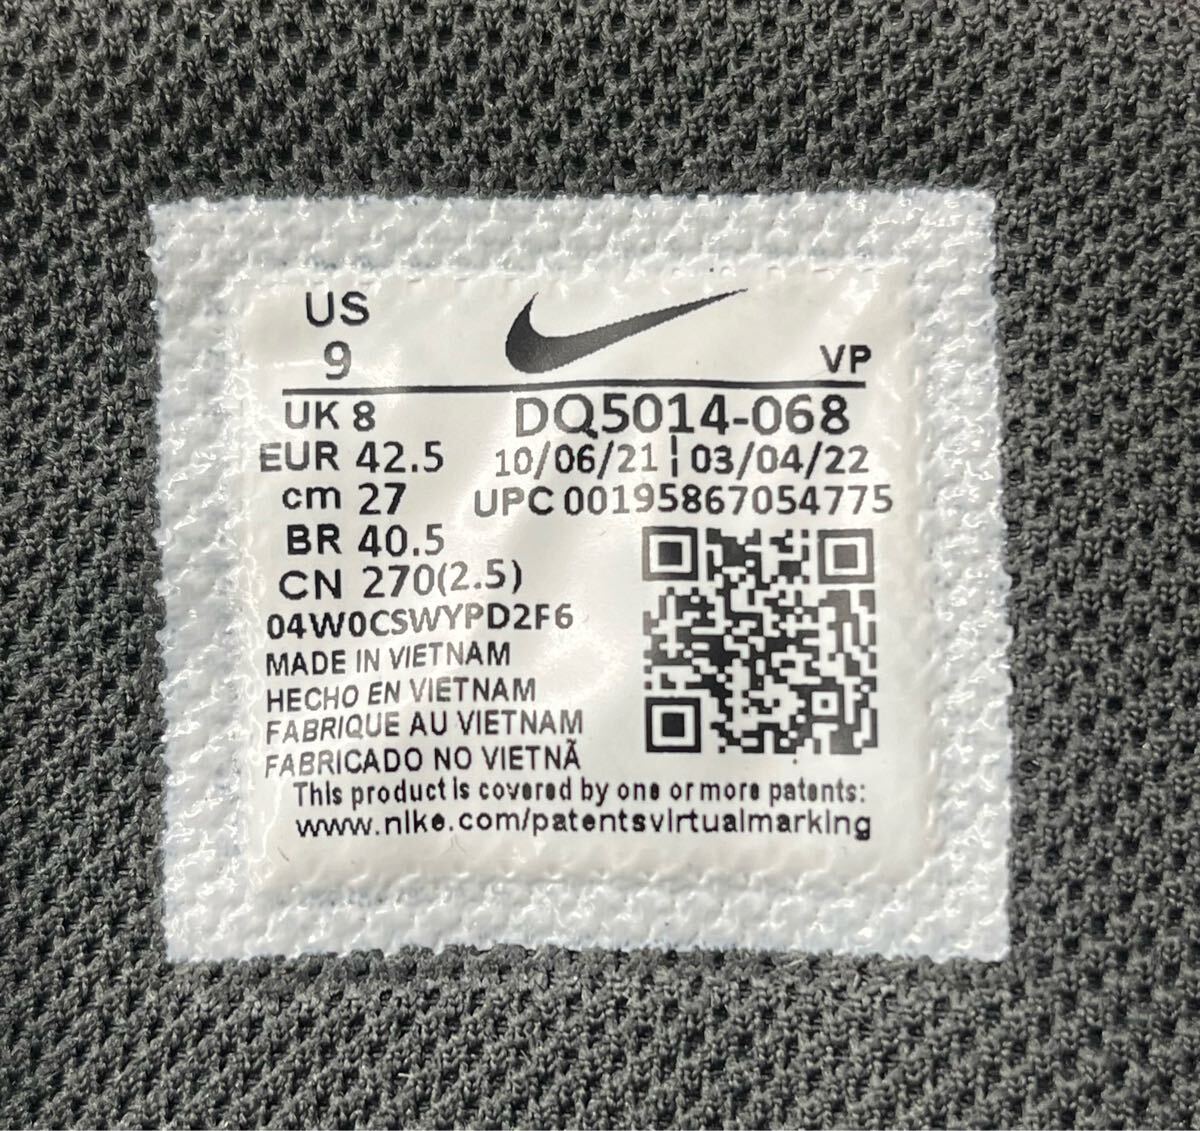 US
9
VP
UK 8
DQ5014-068
EUR 42.5
10/06/21 | 03/04/22
cm 27
UPC 001958867054775
BR 40.5
CN 270(2.5)
04W0CSWYPD2F6
MADE IN VIETNAM
HECHO EN VIETNAM
FABRIQUE AU VIETNAM
FABRICADO NO VIETNÃ
This product is covered by one or more patents:
www.nike.com/patentsvirtualmarking